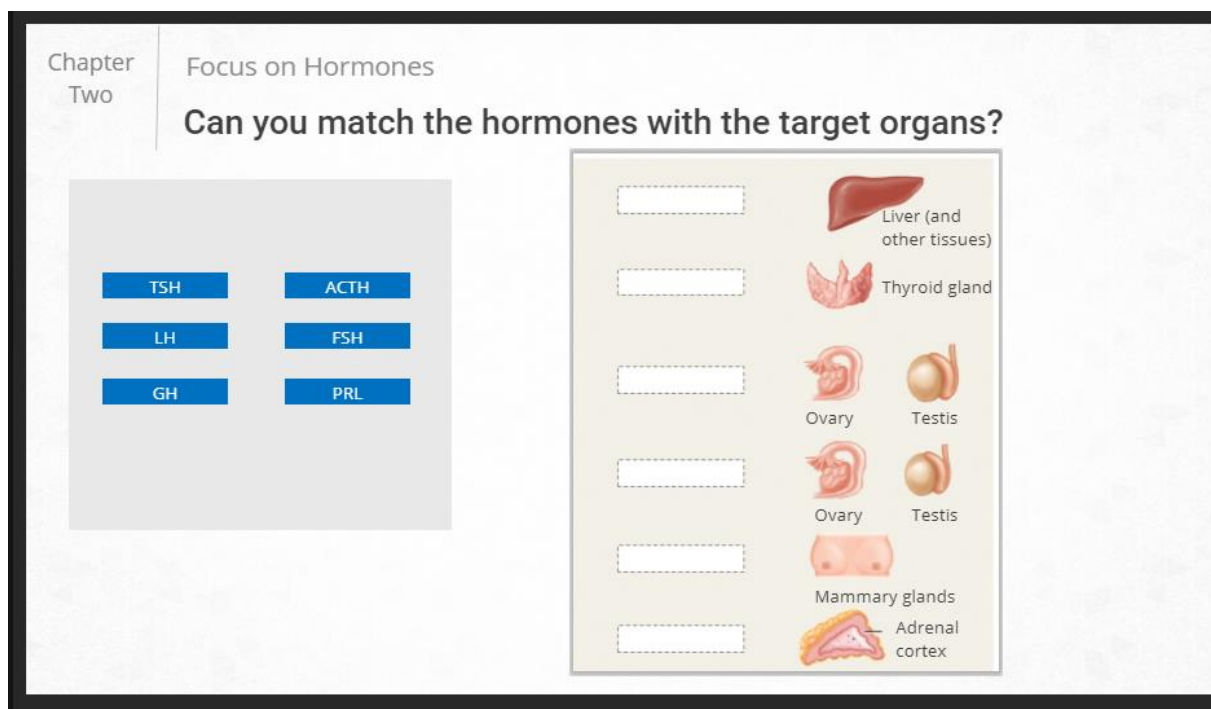 Chapter
Two
Focus on Hormones
Can you match the hormones with the target organs?
TSH
ACTH
LH
FSH
GH
PRL
Liver (and
other tissues)
Thyroid gland
Ovary
Testis
Ovary
Testis
Mammary glands
Adrenal
cortex